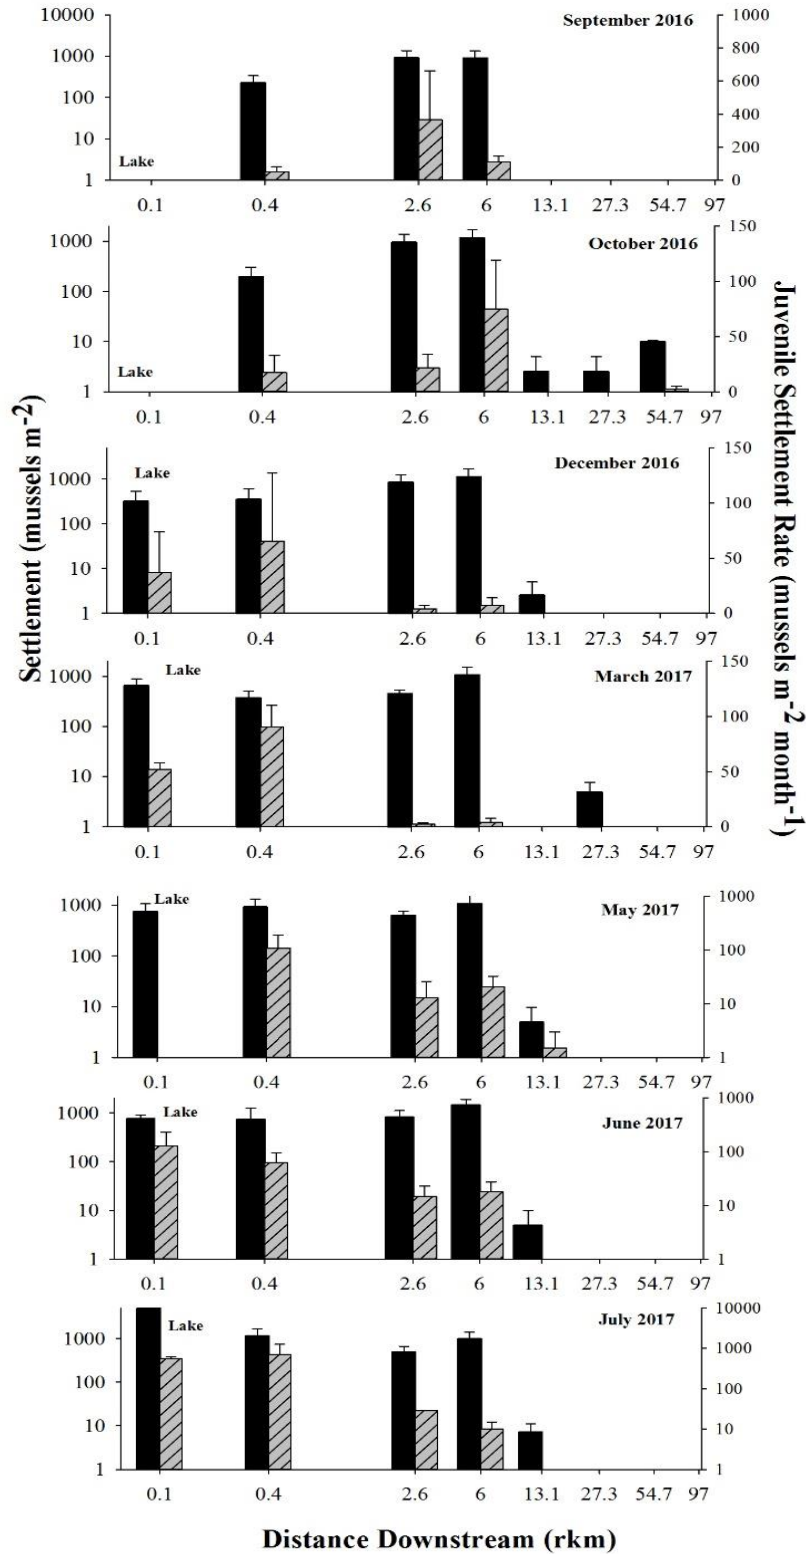 Settlement (mussels m-2)
Juvenile Settlement Rate (mussels m-2 month-1)
September 2016
10000
1000
100
10
1
1000
800
600
400
200
0
Lake
0.1 0.4 2.6 6 13.1 27.3 54.7 97
October 2016
1000
100
10
1
150
100
50
0
Lake
0.1 0.4 2.6 6 13.1 27.3 54.7 97
December 2016
1000
100
10
1
150
100
50
0
Lake
0.1 0.4 2.6 6 13.1 27.3 54.7 97
March 2017
1000
100
10
1
150
100
50
0
Lake
0.1 0.4 2.6 6 13.1 27.3 54.7 97
May 2017
1000
100
10
1
1000
100
10
1
Lake
0.1 0.4 2.6 6 13.1 27.3 54.7 97
June 2017
1000
100
10
1
1000
100
10
1
Lake
0.1 0.4 2.6 6 13.1 27.3 54.7 97
July 2017
1000
100
10
1
10000
1000
100
10
1
Lake
0.1 0.4 2.6 6 13.1 27.3 54.7 97
Distance Downstream (rkm)